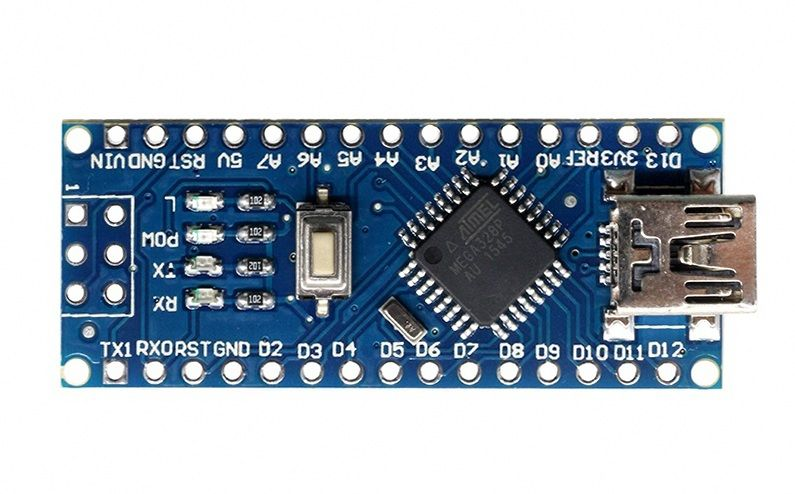 VIN GND RST 5V A7 A6 A5 A4 A3 A2 A1 A0 REF 3V3 D13
1
L 102
POW 102
TX 201
RX 102
ATMEL
MEGA328P
AU 1545
TX1 RX0 RST GND D2 D3 D4 D5 D6 D7 D8 D9 D10 D11 D12